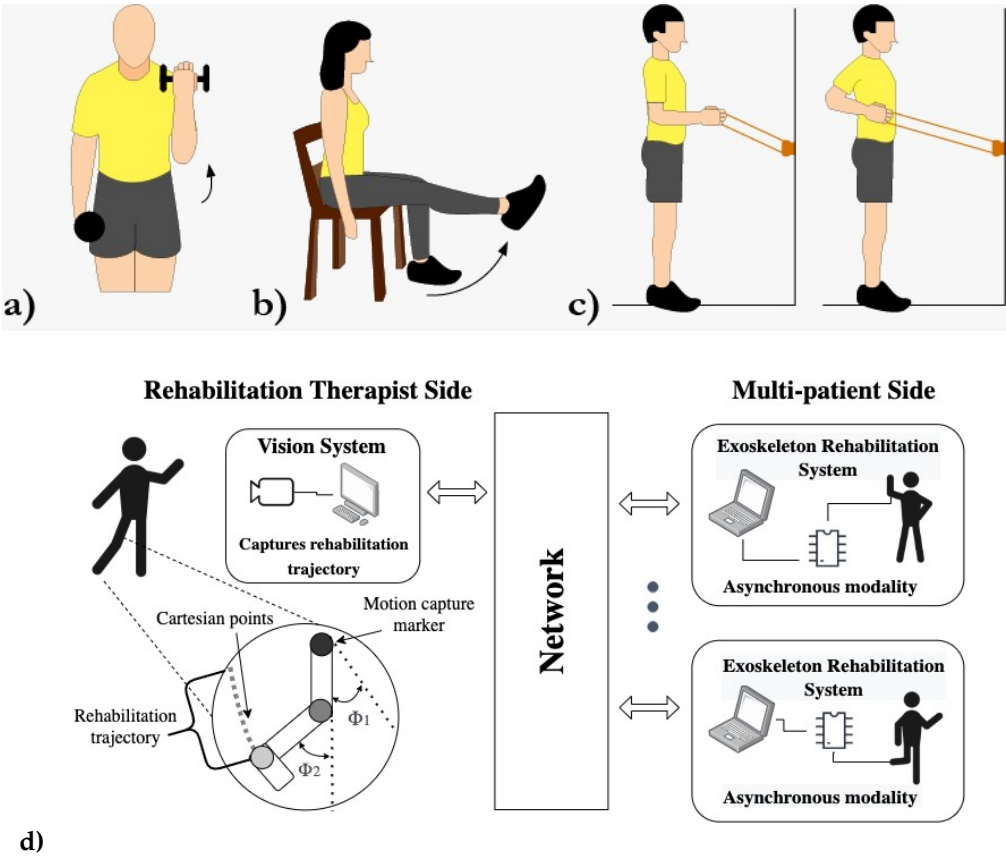 a)
b)
c)
Rehabilitation Therapist Side
Multi-patient Side
Vision System
Captures rehabilitation
trajectory
Motion capture
marker
Cartesian points
Rehabilitation
trajectory
Φ1
Φ2
Network
Exoskeleton Rehabilitation
System
Asynchronous modality
Exoskeleton Rehabilitation
System
Asynchronous modality
d)